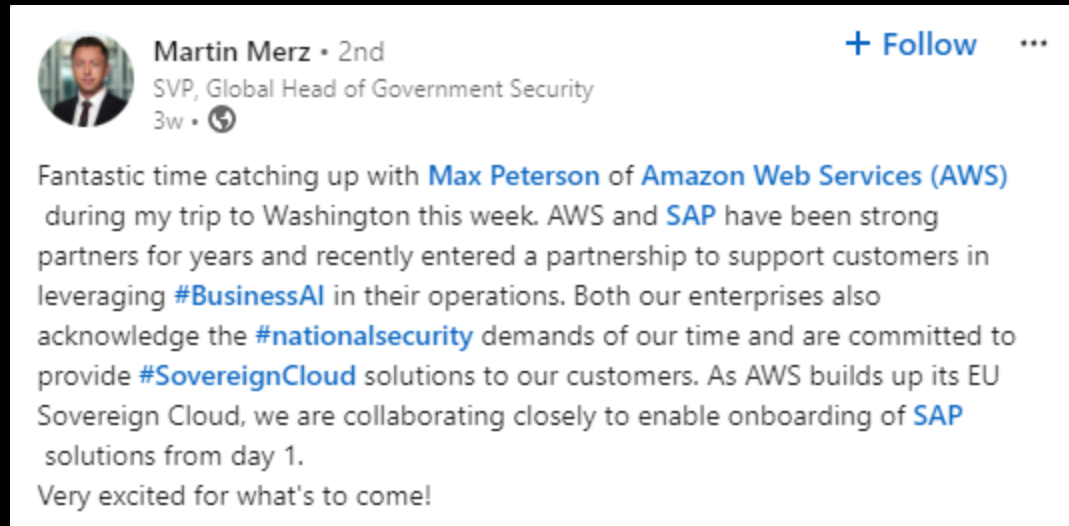 Martin Merz • 2nd
+ Follow ...
SVP, Global Head of Government Security
3w •
Fantastic time catching up with Max Peterson of Amazon Web Services (AWS)
during my trip to Washington this week. AWS and SAP have been strong
partners for years and recently entered a partnership to support customers in
leveraging #BusinessAI in their operations. Both our enterprises also
acknowledge the #nationalsecurity demands of our time and are committed to
provide #SovereignCloud solutions to our customers. As AWS builds up its EU
Sovereign Cloud, we are collaborating closely to enable onboarding of SAP
solutions from day 1.
Very excited for what's to come!